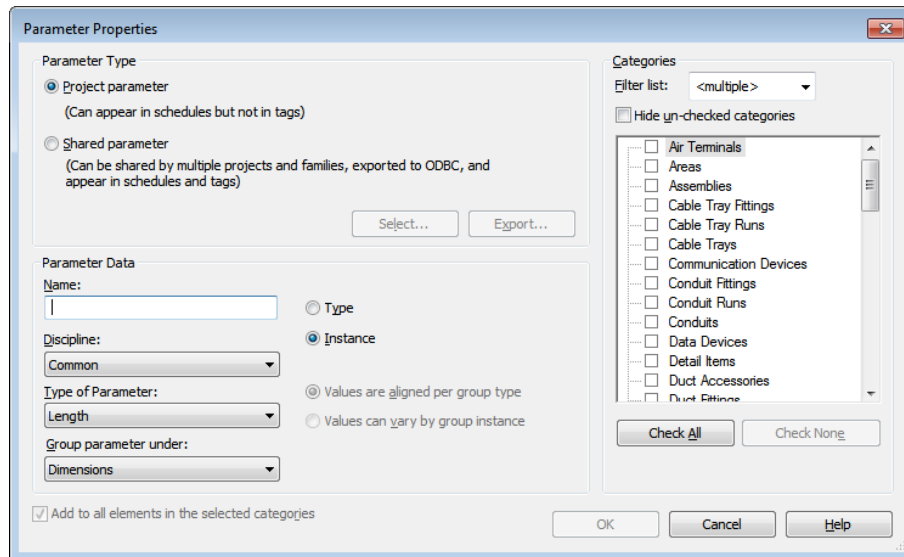 Parameter Properties
Parameter Type
Project parameter
(Can appear in schedules but not in tags)
Shared parameter
(Can be shared by multiple projects and families, exported to ODBC, and
appear in schedules and tags)
Select...
Export...
Parameter Data
Name:
Type
Discipline:
Instance
Common
Type of Parameter:
Values are aligned per group type
Length
Values can vary by group instance
Group parameter under:
Dimensions
Add to all elements in the selected categories
Categories
Filter list:
<multiple>
Hide un-checked categories
Air Terminals
Areas
Assemblies
Cable Tray Fittings
Cable Tray Runs
Cable Trays
Communication Devices
Conduit Fittings
Conduit Runs
Conduits
Data Devices
Detail Items
Duct Accessories
Duct Fittings
Check All
Check None
OK
Cancel
Help